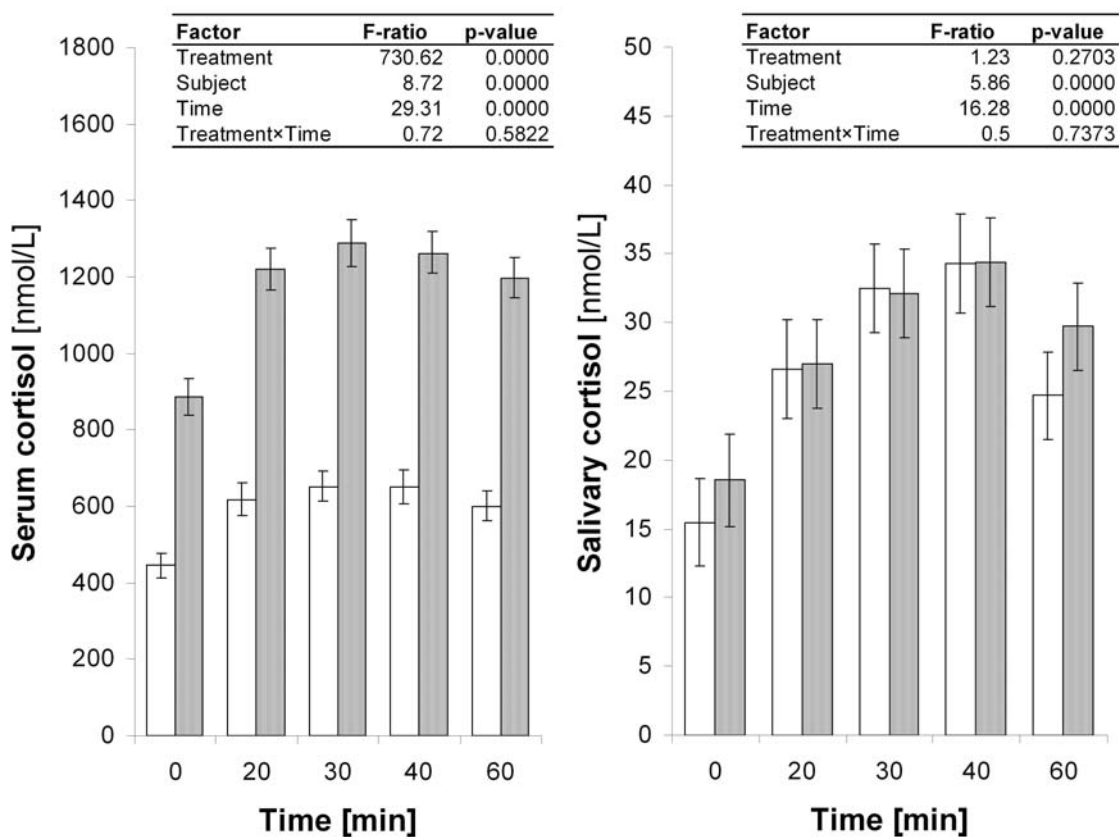 Factor F-ratio p-value
Treatment 730.62 0.0000
Subject 8.72 0.0000
Time 29.31 0.0000
Treatment×Time 0.72 0.5822
1800
1600
1400
1200
1000
800
600
400
200
0
Serum cortisol [nmol/L]
0 20 30 40 60
Time [min]
Factor F-ratio p-value
Treatment 1.23 0.2703
Subject 5.86 0.0000
Time 16.28 0.0000
Treatment×Time 0.5 0.7373
50
45
40
35
30
25
20
15
10
5
0
Salivary cortisol [nmol/L]
0 20 30 40 60
Time [min]